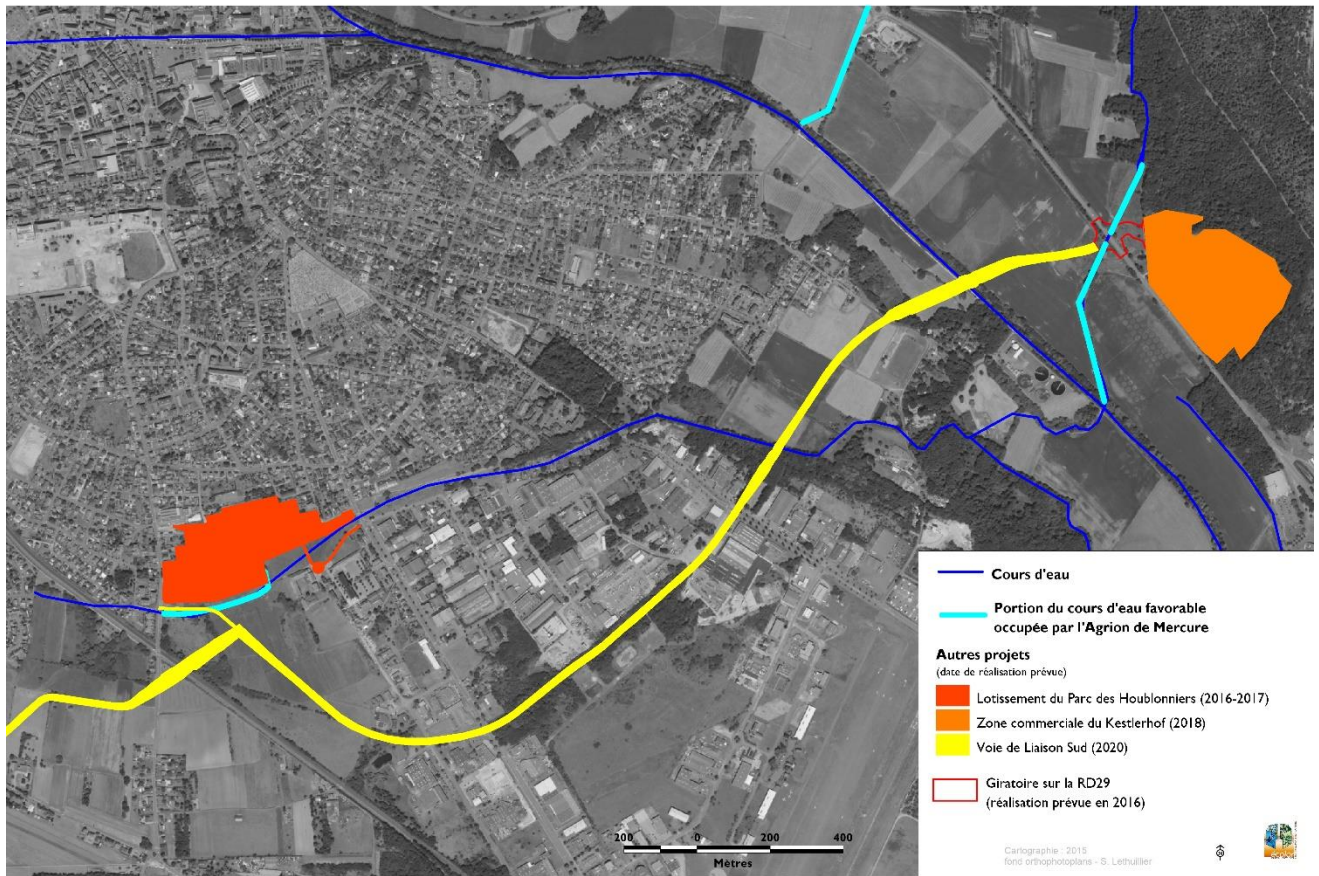 Cours d'eau
Portion du cours d'eau favorable
occupée par l'Agrion de Mercure
Autres projets
(date de réalisation prévue)
Lotissement du Parc des Houblonniers (2016-2017)
Zone commerciale du Kestlerhof (2018)
Voie de Liaison Sud (2020)
Giratoire sur la RD29
(réalisation prévue en 2016)
200 0 200 400
Mètres
Cartographie : 2015
fond orthophotoplans - S. Lethuillier